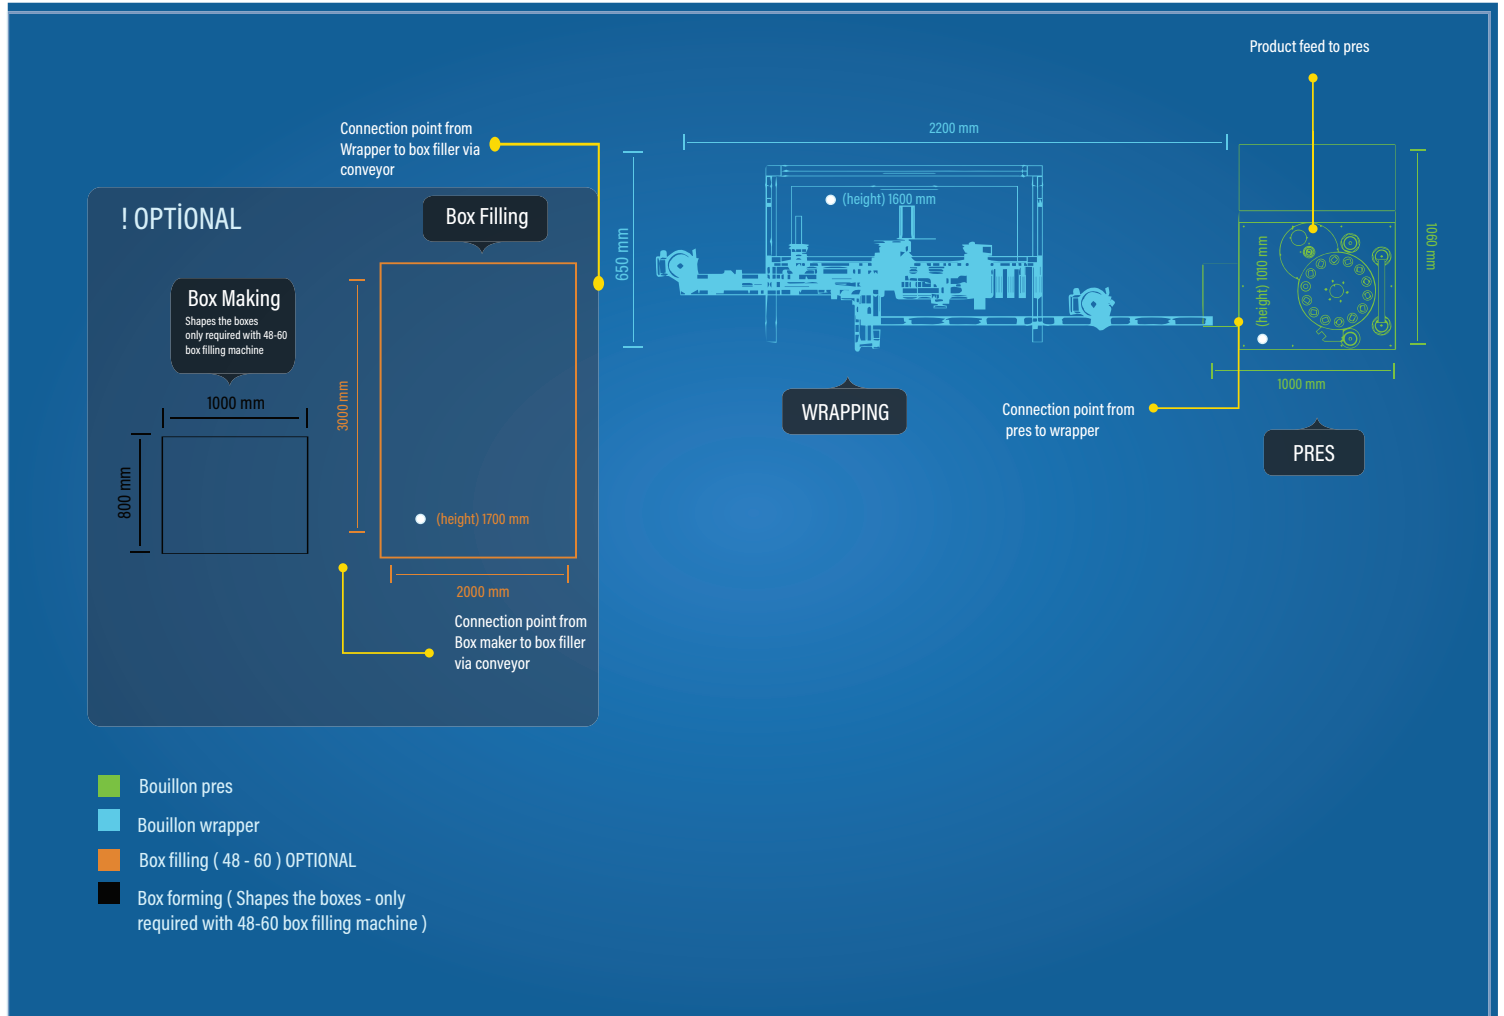 Product feed to pres
Connection point from
Wrapper to box filler via
conveyor
2200 mm
(height) 1600 mm
650 mm
1060 mm
(height) 1010 mm
1000 mm
! OPTİONAL
Box Filling
Box Making
Shapes the boxes
only required with 48-60
box filling machine
1000 mm
800 mm
3000 mm
(height) 1700 mm
2000 mm
Connection point from
Box maker to box filler
via conveyor
WRAPPING
Connection point from
pres to wrapper
PRES
Bouillon pres
Bouillon wrapper
Box filling ( 48 - 60 ) OPTIONAL
Box forming ( Shapes the boxes - only
required with 48-60 box filling machine )